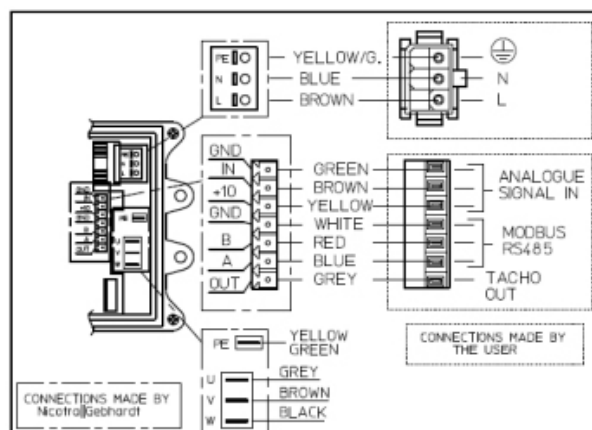 PE YELLOW/G.
N BLUE N
L BROWN L
GND GREEN
IN BROWN
+10 YELLOW
GND WHITE
B RED
A BLUE
OUT GREY
ANALOGUE
SIGNAL IN
MODBUS
RS485
TACHO
OUT
PE
U
V
W
PE YELLOW
GREEN
U GREY
V BROWN
W BLACK
CONNECTIONS MADE BY
THE USER
CONNECTIONS MADE BY
Nicotra||Gebhardt